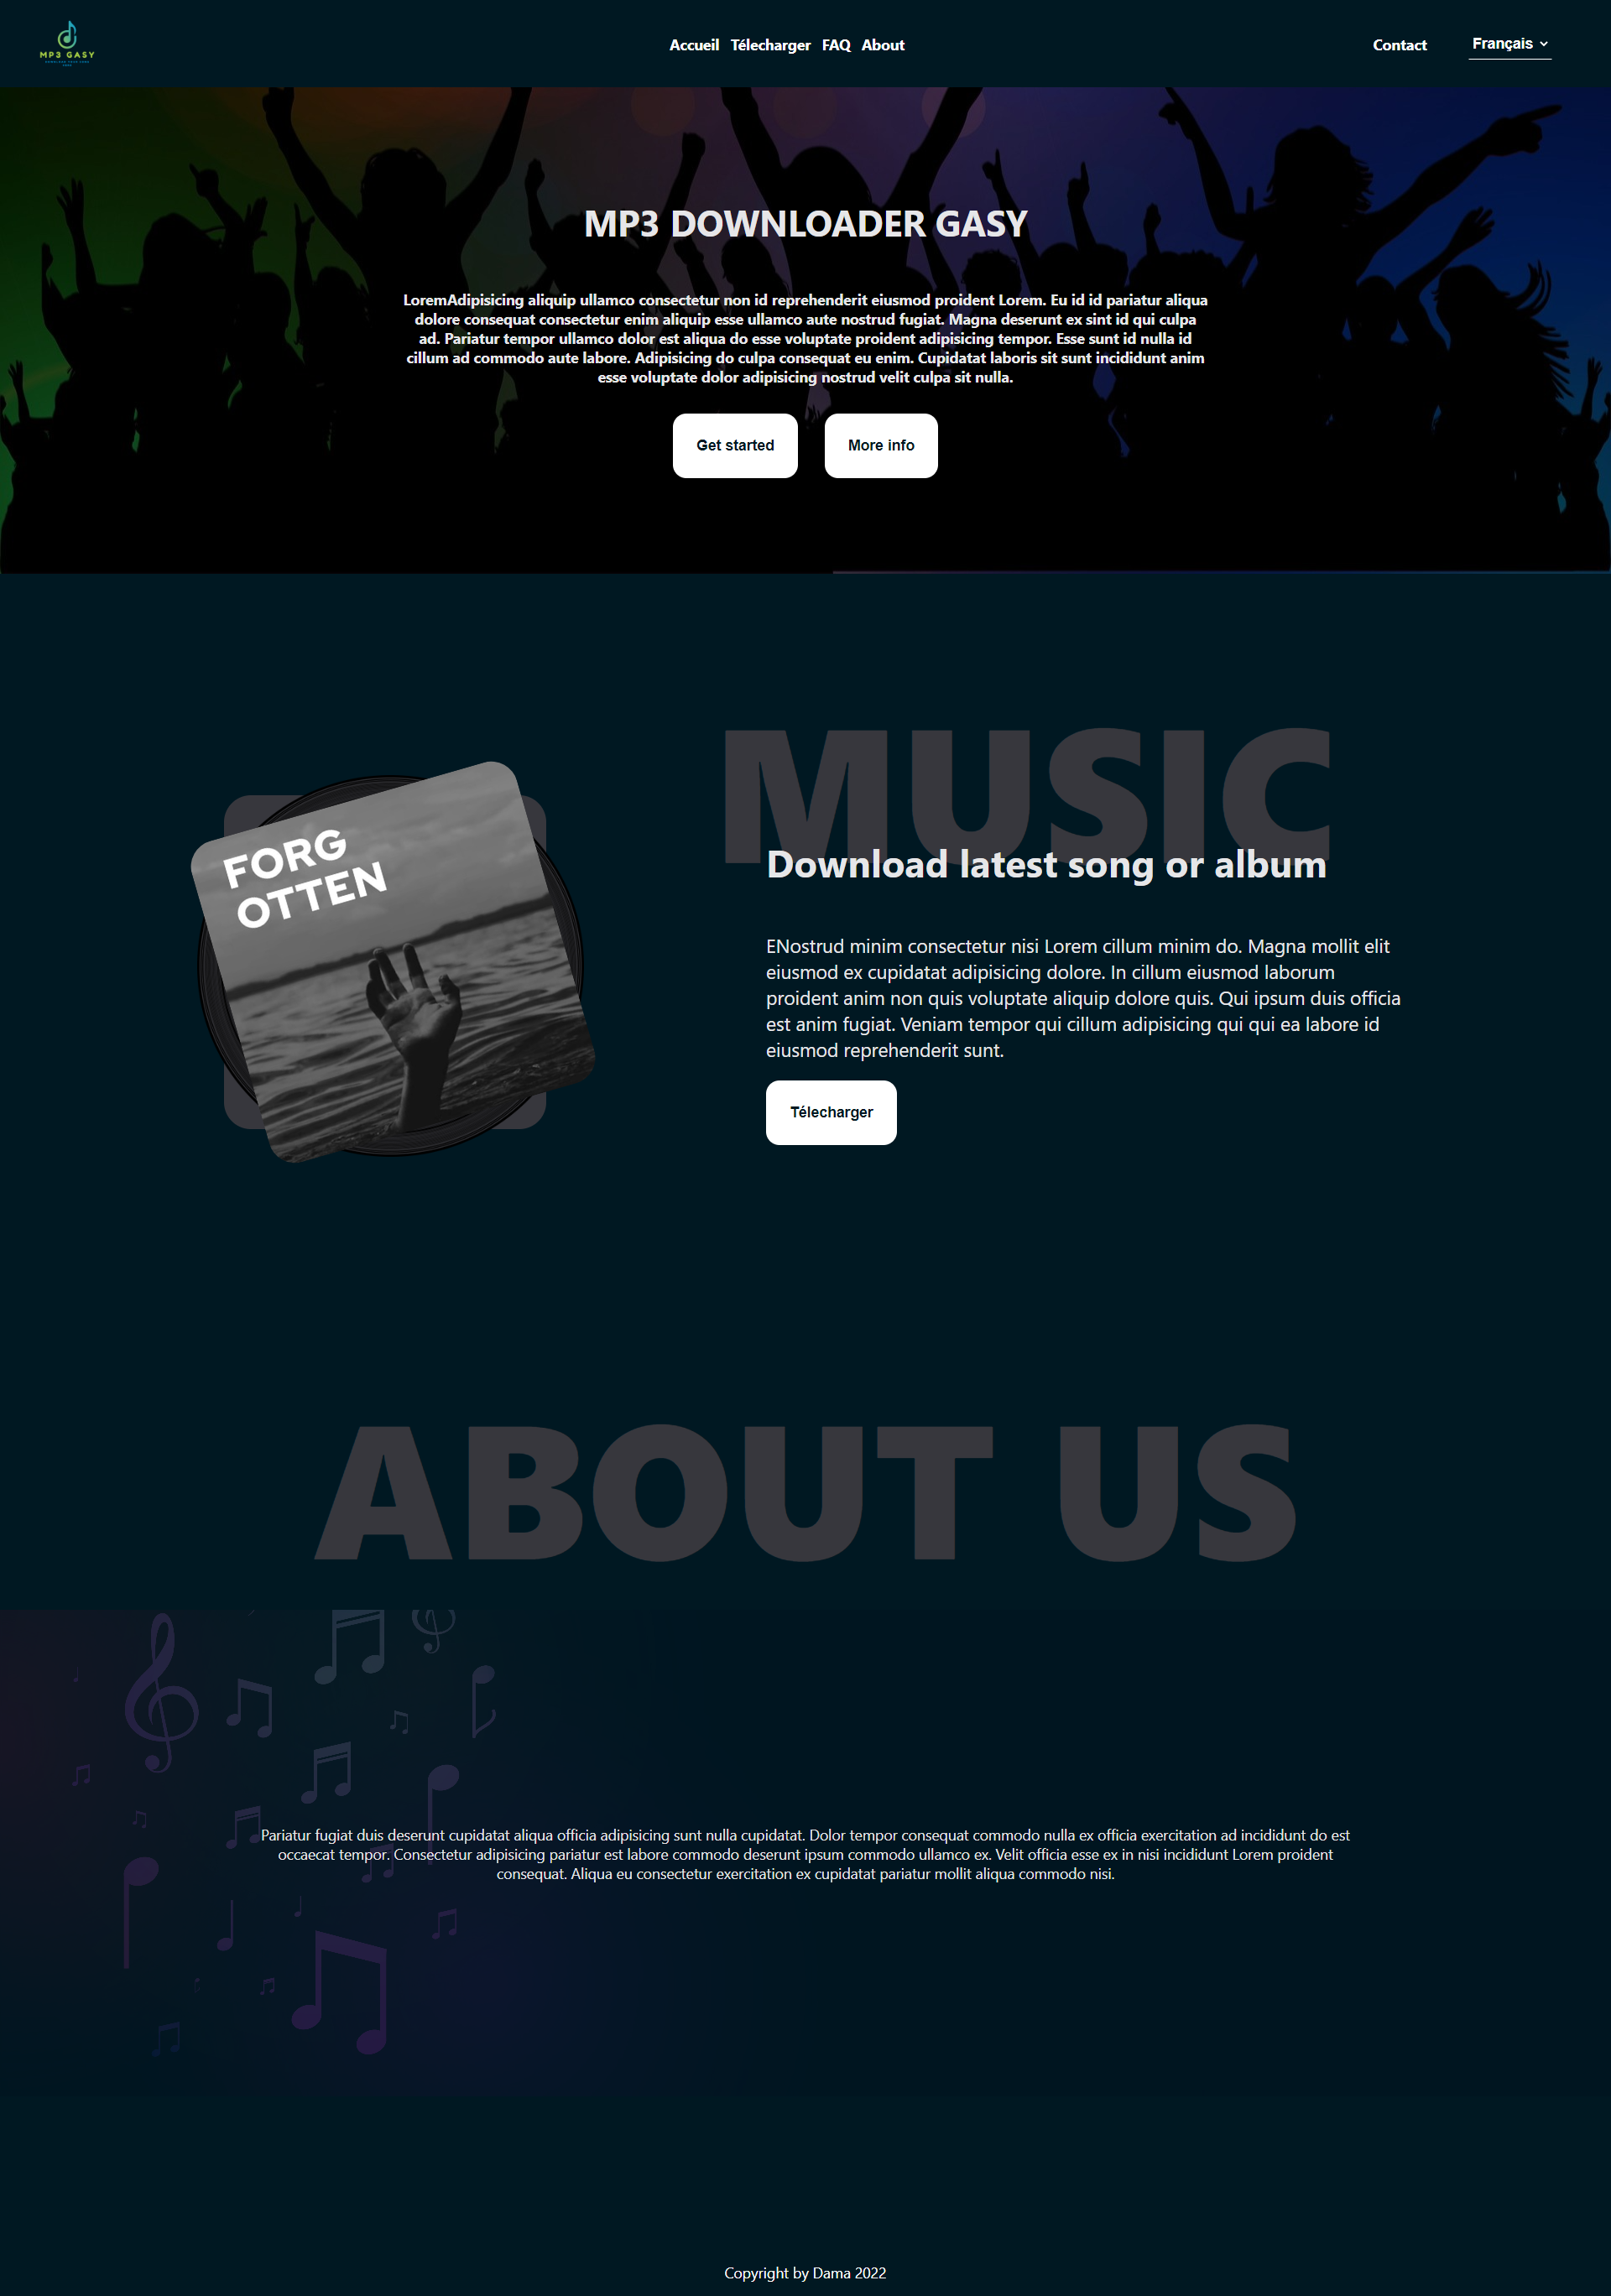 MP3 GASY
Accueil Télecharger FAQ About
Contact
Français
MP3 DOWNLOADER GASY
LoremAdipisicing aliquip ullamco consectetur non id reprehenderit eiusmod proident Lorem. Eu id id pariatur aliqua
dolore consequat consectetur enim aliquip esse ullamco aute nostrud fugiat. Magna deserunt ex sint id qui culpa
ad. Pariatur tempor ullamco dolor est aliqua do esse voluptate proident adipisicing tempor. Esse sunt id nulla id
cillum ad commodo aute labore. Adipisicing do culpa consequat eu enim. Cupidatat laboris sit sunt incididunt anim
esse voluptate dolor adipisicing nostrud velit culpa sit nulla.
Get started
More info
FORG
OTTEN
MUSIC
Download latest song or album
ENostrud minim consectetur nisi Lorem cillum minim do. Magna mollit elit
eiusmod ex cupidatat adipisicing dolore. In cillum eiusmod laborum
proident anim non quis voluptate aliquip dolore quis. Qui ipsum duis officia
est anim fugiat. Veniam tempor qui cillum adipisicing qui qui ea labore id
eiusmod reprehenderit sunt.
Télecharger
ABOUT US
Pariatur fugiat duis deserunt cupidatat aliqua officia adipisicing sunt nulla cupidatat. Dolor tempor consequat commodo nulla ex officia exercitation ad incididunt do est
occaecat tempor. Consectetur adipisicing pariatur est labore commodo deserunt ipsum commodo ullamco ex. Velit officia esse ex in nisi incididunt Lorem proident
consequat. Aliqua eu consectetur exercitation ex cupidatat pariatur mollit aliqua commodo nisi.
Copyright by Dama 2022